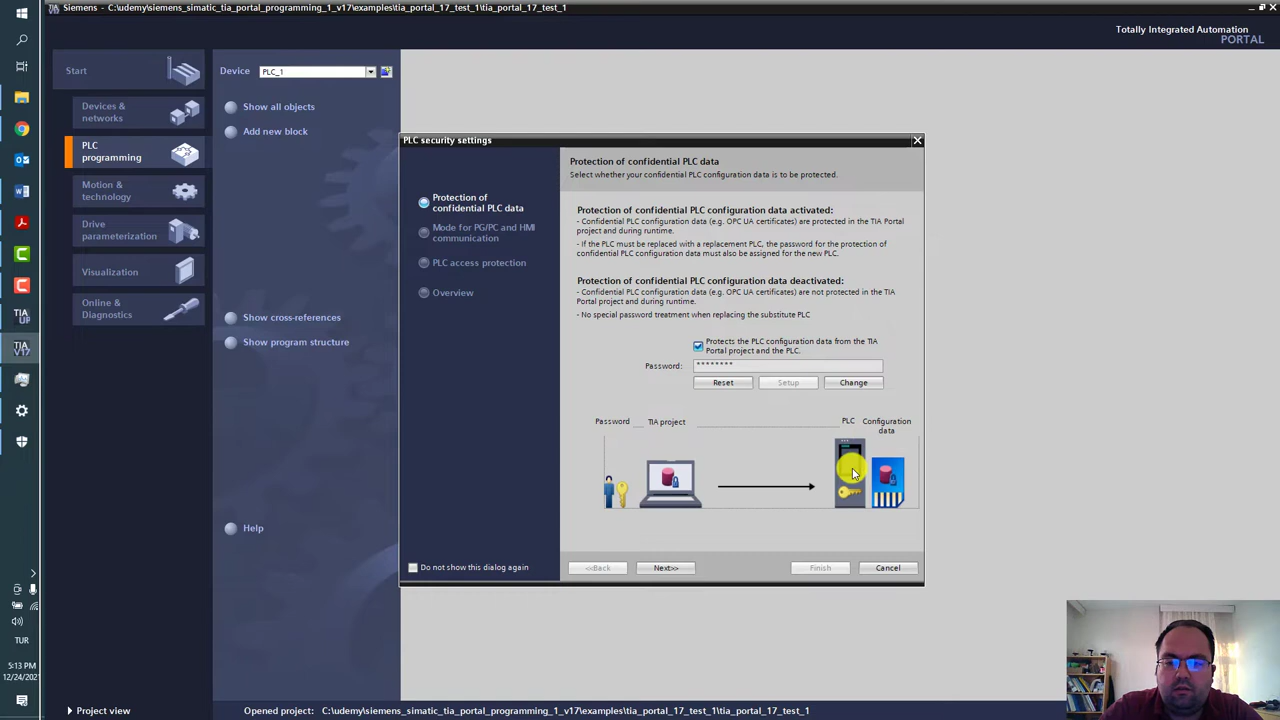 Siemens - C:\udemy\siemens_simatic_tia_portal_programming_1_v17\examples\tia_portal_17_test_1\tia_portal_17_test_1
Totally Integrated Automation
PORTAL
Start
Devices &
networks
PLC
programming
Motion &
technology
Drive
parameterization
Visualization
Online &
Diagnostics
Device
PLC_1
Show all objects
Add new block
Show cross-references
Show program structure
Help
PLC security settings
Protection of
confidential PLC data
Mode for PG/PC and HMI
communication
PLC access protection
Overview
Do not show this dialog again
Protection of confidential PLC data
Select whether your confidential PLC configuration data is to be protected.
Protection of confidential PLC configuration data activated:
- Confidential PLC configuration data (e.g. OPC UA certificates) are protected in the TIA Portal
project and during runtime.
- If the PLC must be replaced with a replacement PLC, the password for the protection of
confidential PLC configuration data must also be assigned for the new PLC.
Protection of confidential PLC configuration data deactivated:
- Confidential PLC configuration data (e.g. OPC UA certificates) are not protected in the TIA
Portal project and during runtime.
- No special password treatment when replacing the substitute PLC
Protects the PLC configuration data from the TIA
Portal project and the PLC.
Password: ********
Reset Setup Change
Password TIA project PLC Configuration
data
<<Back Next>> Finish Cancel
TIA
UP
TIA
V17
TUR
5:13 PM
12/24/202
Project view
Opened project: C:\udemy\siemens_simatic_tia_portal_programming_1_v17\examples\tia_portal_17_test_1\tia_portal_17_test_1